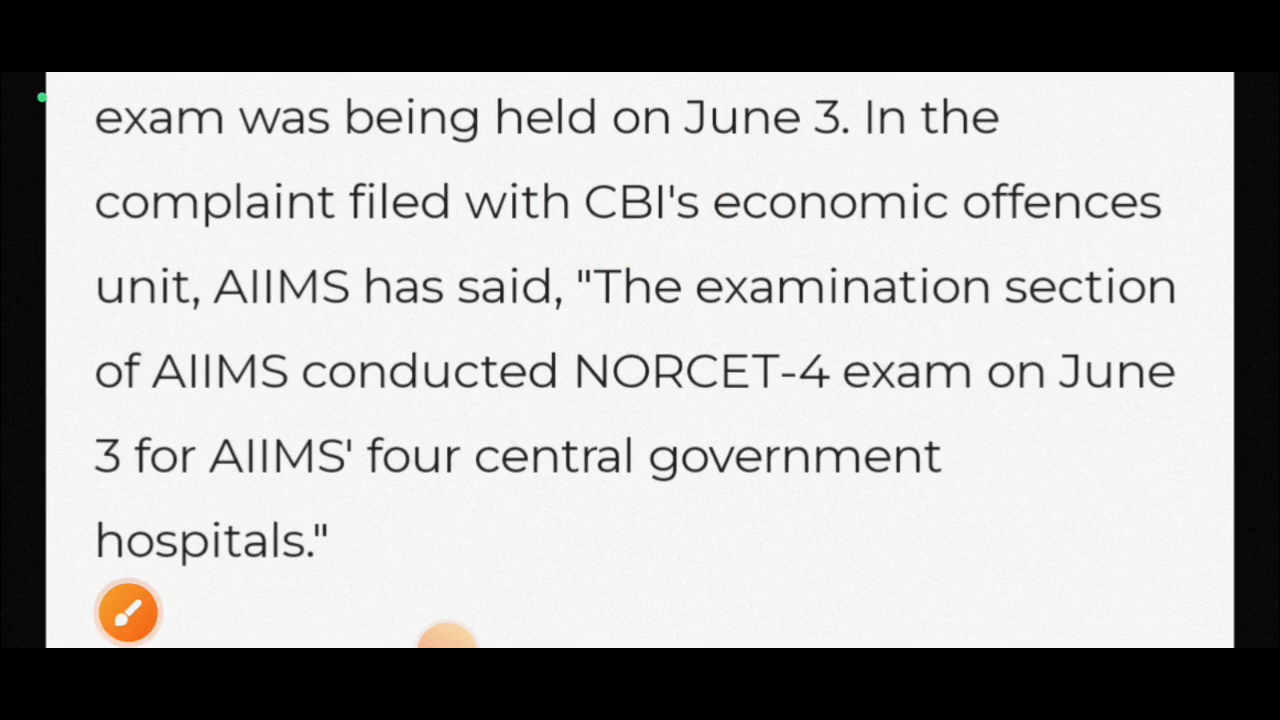 exam was being held on June 3. In the
complaint filed with CBI's economic offences
unit, AIIMS has said, "The examination section
of AIIMS conducted NORCET-4 exam on June
3 for AIIMS' four central government
hospitals."